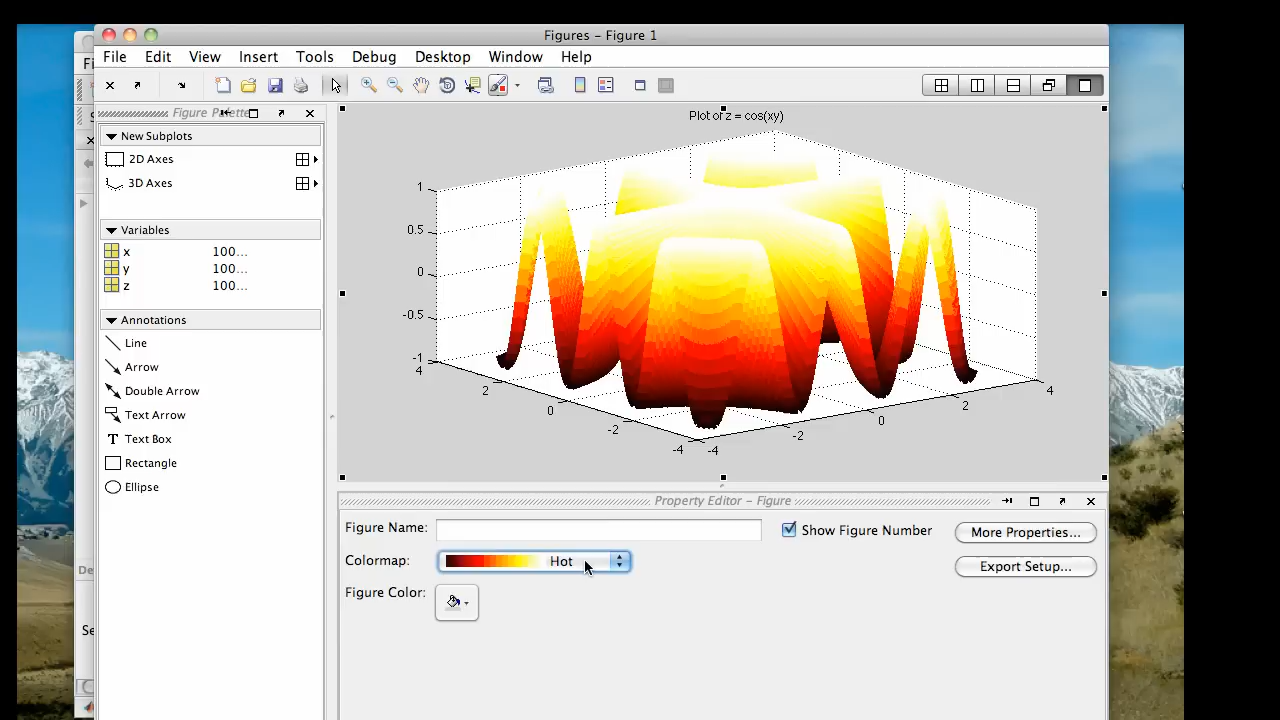 Figures - Figure 1
File Edit View Insert Tools Debug Desktop Window Help
Figure Palette
New Subplots
2D Axes
3D Axes
Variables
x 100...
y 100...
z 100...
Annotations
Line
Arrow
Double Arrow
Text Arrow
T Text Box
Rectangle
Ellipse
Plot of z = cos(xy)
1
0.5
0
-0.5
-1
4
2
0
-2
-4
-4
-2
0
2
4
Property Editor - Figure
Figure Name:
Show Figure Number
More Properties...
Colormap:
Hot
Export Setup...
Figure Color:
Se